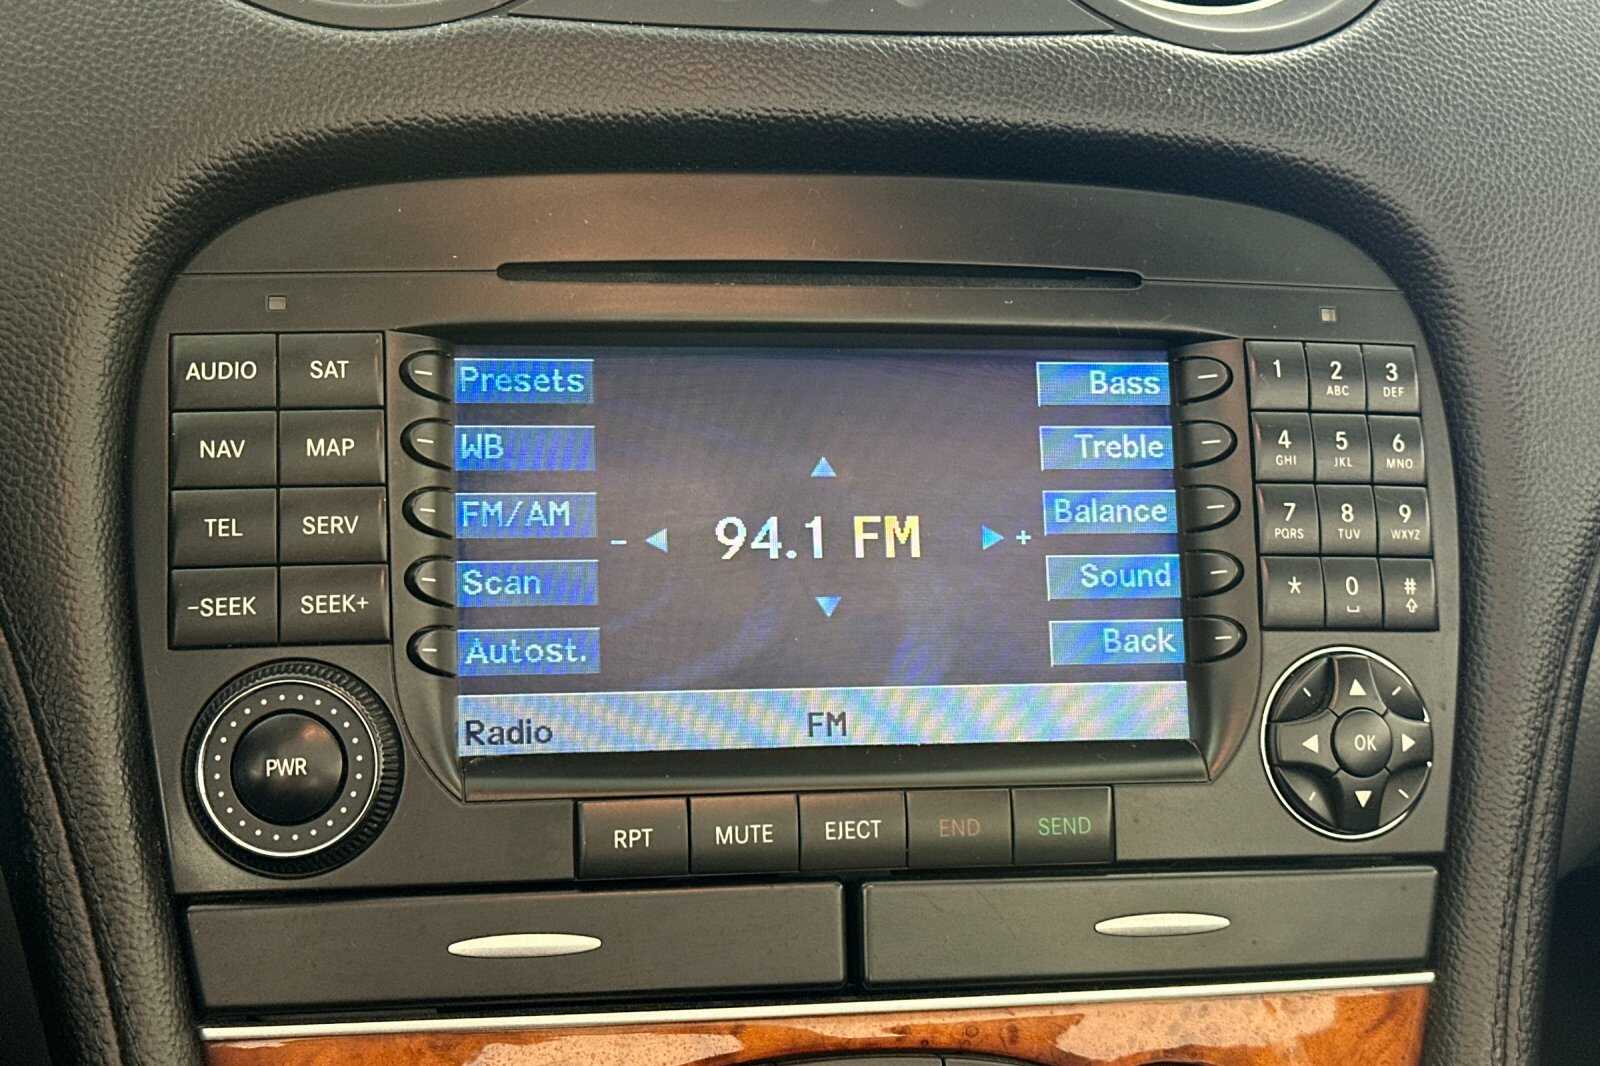 AUDIO SAT
NAV MAP
TEL SERV
-SEEK SEEK+
PWR
Presets
WB
FM/AM
Scan
Autost.
- 94.1 FM +
Bass
Treble
Balance
Sound
Back
Radio FM
RPT MUTE EJECT END SEND
1 2 ABC 3 DEF
4 GHI 5 JKL 6 MNO
7 PQRS 8 TUV 9 WXYZ
* 0 #
OK